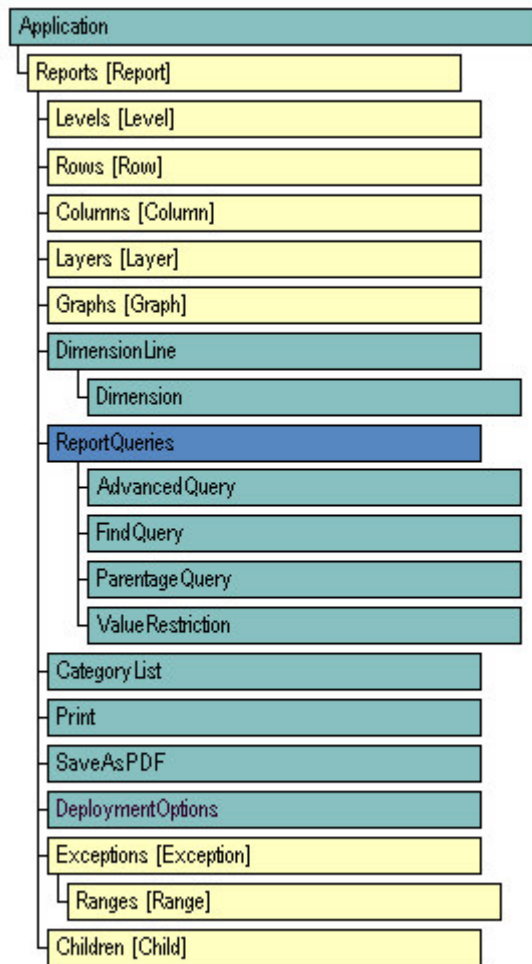 Application
Reports [Report]
Levels [Level]
Rows [Row]
Columns [Column]
Layers [Layer]
Graphs [Graph]
DimensionLine
Dimension
ReportQueries
AdvancedQuery
FindQuery
ParentageQuery
ValueRestriction
CategoryList
Print
SaveAsPDF
DeploymentOptions
Exceptions [Exception]
Ranges [Range]
Children [Child]